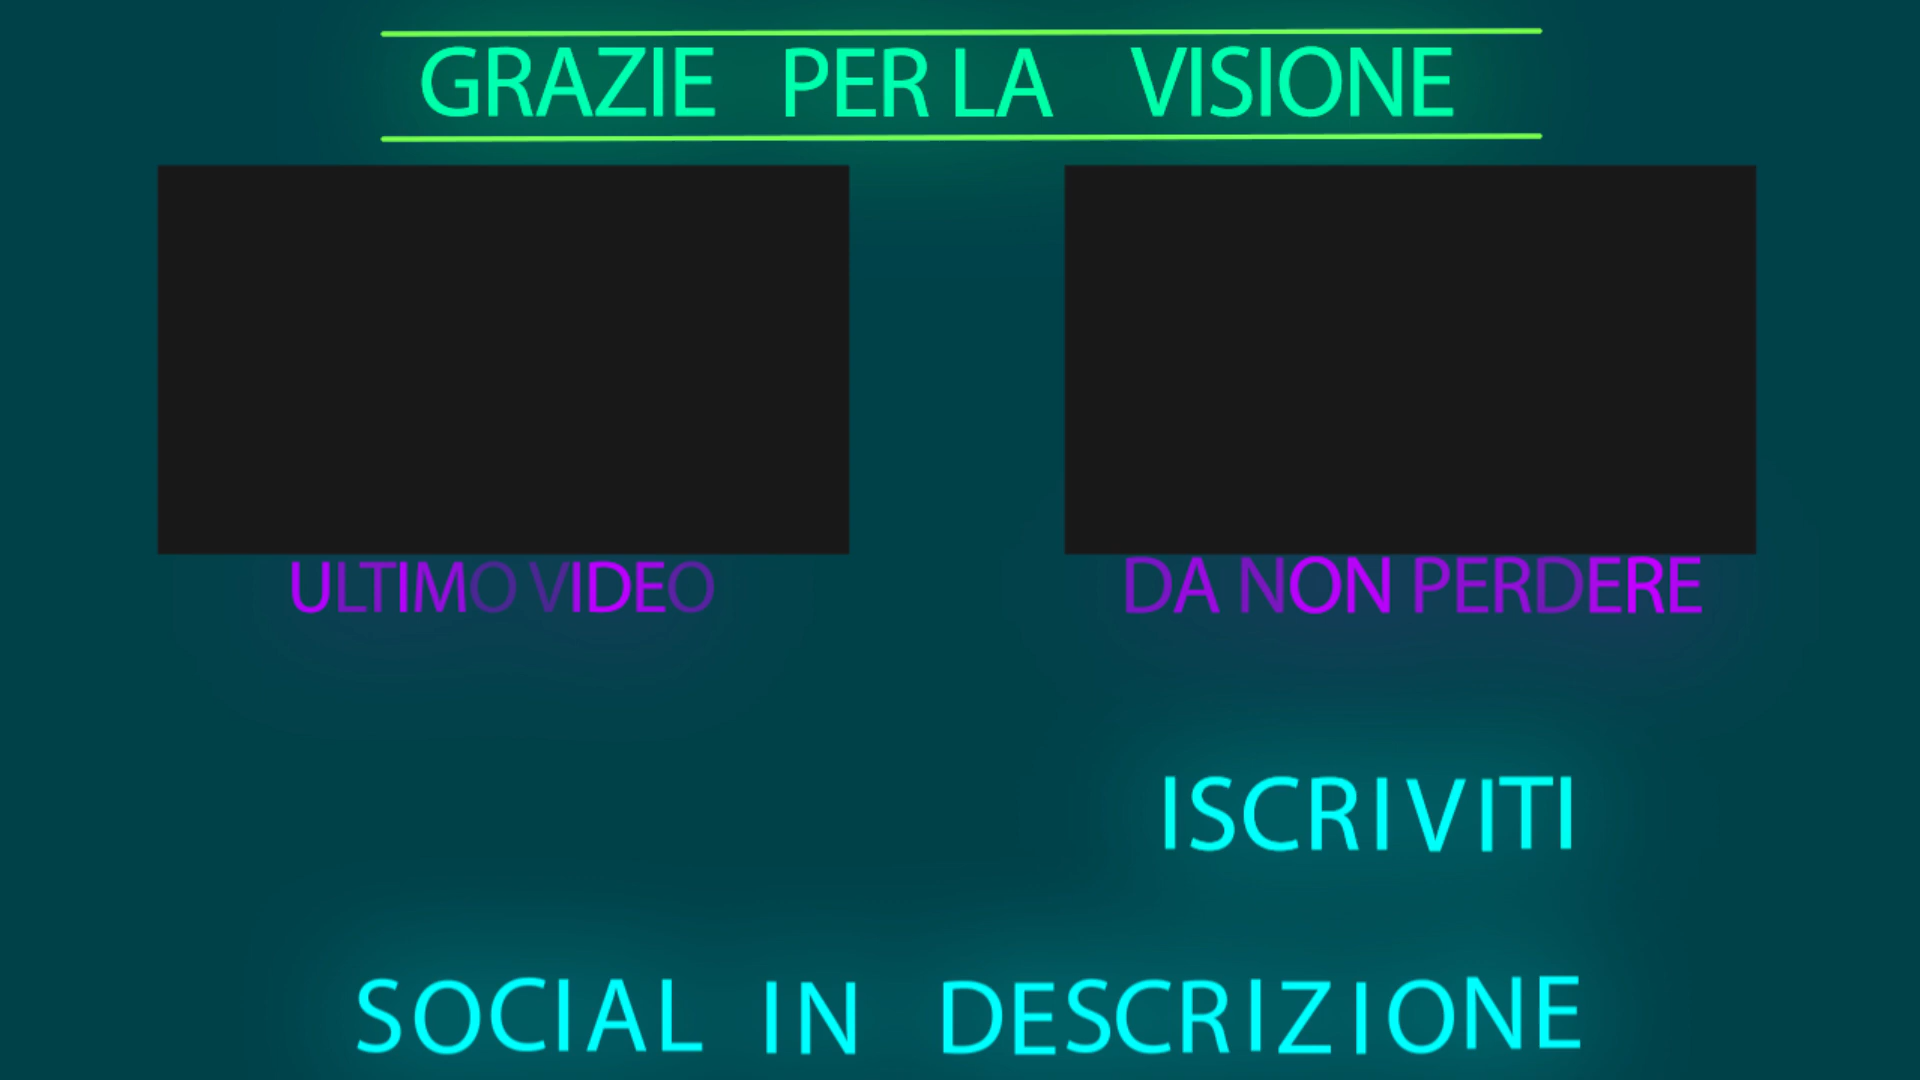 GRAZIE PER LA VISIONE
ULTIMO VIDEO
DA NON PERDERE
ISCRIVITI
SOCIAL IN DESCRIZIONE